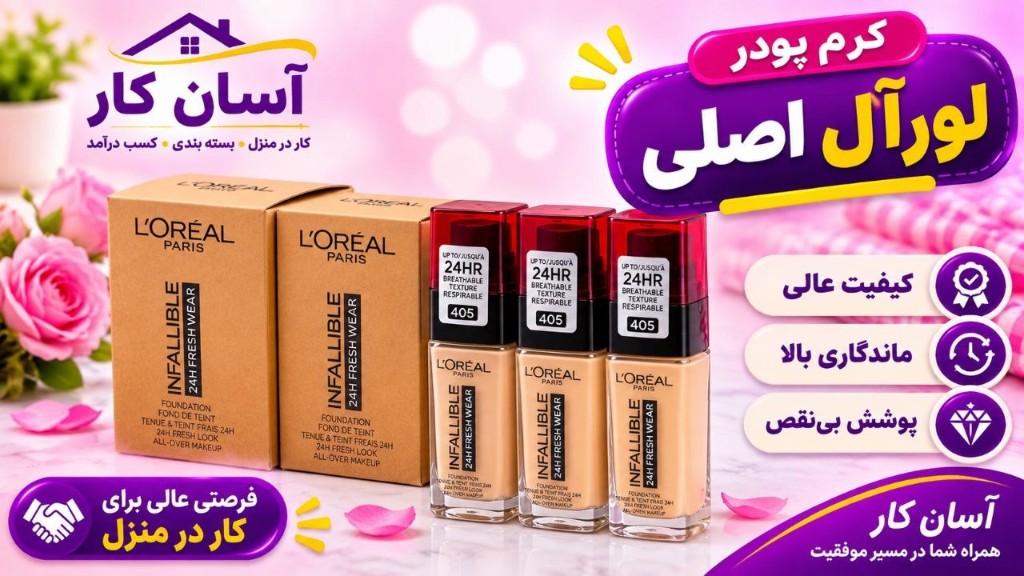 آسان کار
کار در منزل • بسته بندی • کسب درآمد
کرم پودر
لورآل اصلی
کیفیت عالی
ماندگاری بالا
پوشش بی‌نقص
آسان کار
همراه شما در مسیر موفقیت
فرصتی عالی برای
کار در منزل
L'ORÉAL
PARIS
L'ORÉAL
PARIS
INFALLIBLE
24H FRESH WEAR
FOUNDATION
FOND DE TEINT
TENUE & TEINT FRAIS 24H
24H FRESH LOOK
ALL-OVER MAKEUP
L'ORÉAL
L'ORÉAL
PARIS
INFALLIBLE
24H FRESH WEAR
FOUNDATION
FOND DE TEINT
TENUE & TEINT FRAIS 24H
24H FRESH LOOK
ALL-OVER MAKEUP
UP TO/JUSQU'À
24HR
BREATHABLE
TEXTURE
RESPIRABLE
405
L'ORÉAL
PARIS
INFALLIBLE
24H FRESH WEAR
FOUNDATION
UP TO/JUSQU'À
24HR
BREATHABLE
TEXTURE
RESPIRABLE
405
L'ORÉAL
PARIS
INFALLIBLE
24H FRESH WEAR
FOUNDATION
UP TO/JUSQU'À
24HR
BREATHABLE
TEXTURE
RESPIRABLE
405
L'ORÉAL
PARIS
INFALLIBLE
24H FRESH WEAR
FOUNDATION